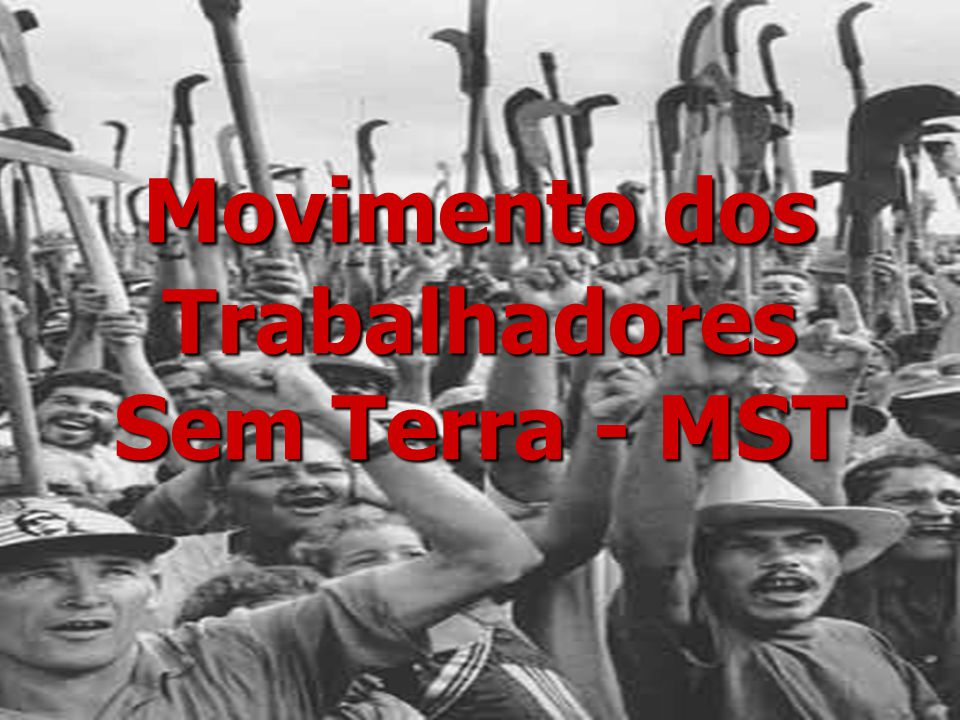 Movimento dos
Trabalhadores
Sem Terra - MST